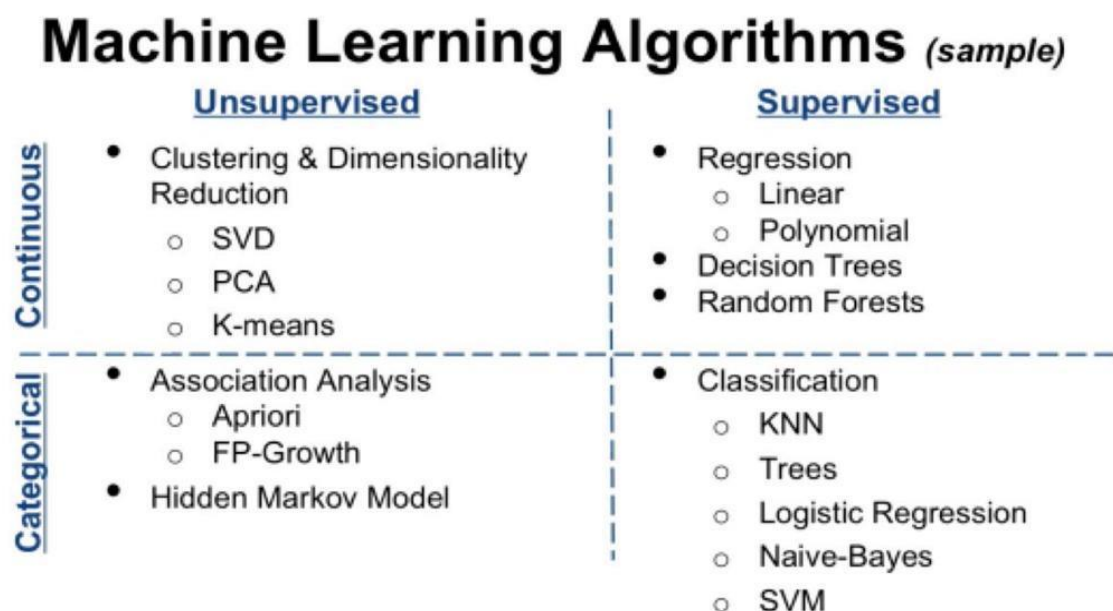 Machine Learning Algorithms (sample)
Unsupervised
Supervised
Continuous
• Clustering & Dimensionality
Reduction
o SVD
o PCA
o K-means
• Regression
o Linear
o Polynomial
• Decision Trees
• Random Forests
Categorical
• Association Analysis
o Apriori
o FP-Growth
• Hidden Markov Model
• Classification
o KNN
o Trees
o Logistic Regression
o Naive-Bayes
o SVM